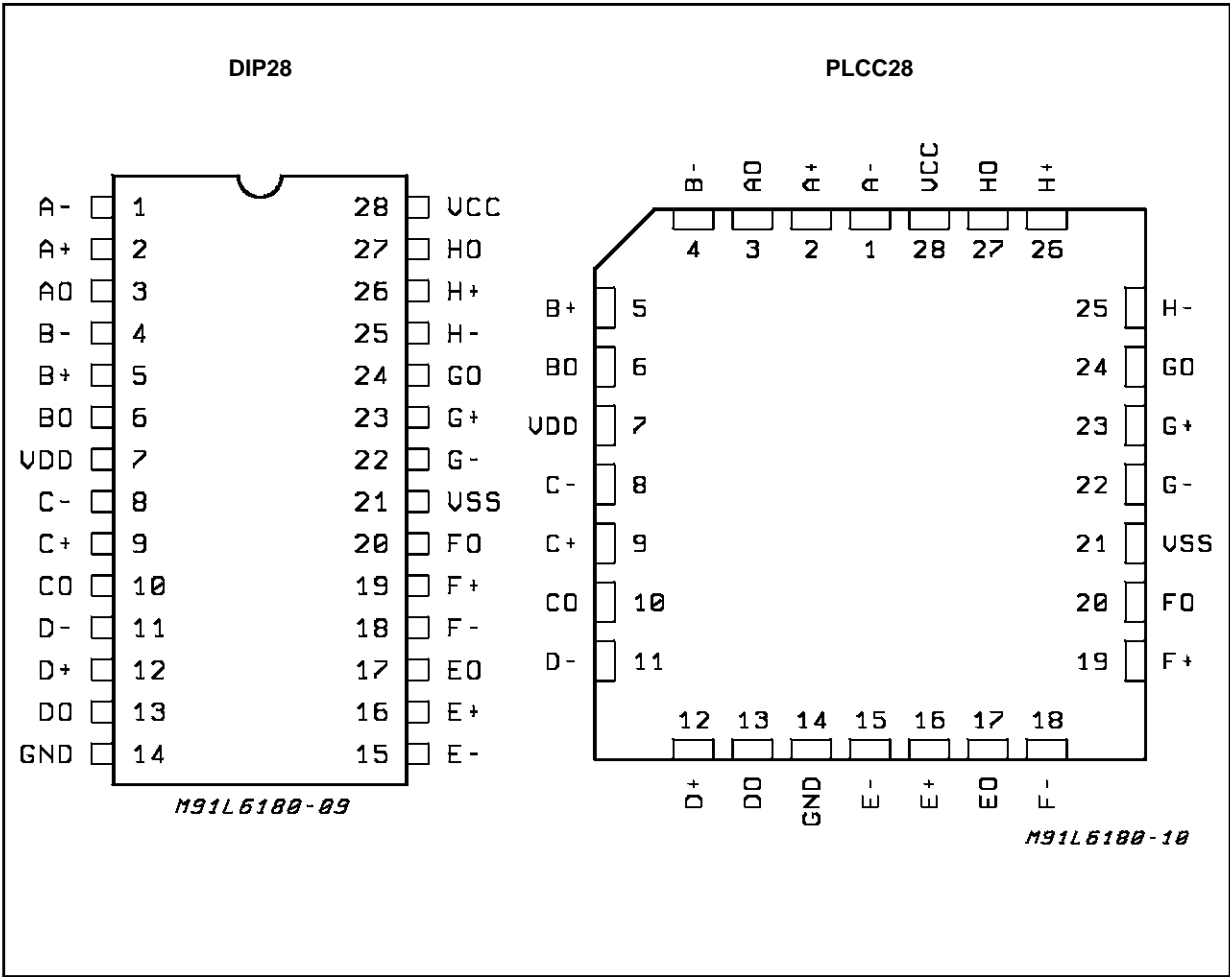 DIP28
PLCC28
A- 1 28 VCC
A+ 2 27 HO
AO 3 26 H+
B- 4 25 H-
B+ 5 24 GO
BO 6 23 G+
VDD 7 22 G-
C- 8 21 VSS
C+ 9 20 FO
CO 10 19 F+
D- 11 18 F-
D+ 12 17 EO
DO 13 16 E+
GND 14 15 E-
M91L6180-09
B- AO A+ A- VCC HO H+
4 3 2 1 28 27 26
B+ 5 25 H-
BO 6 24 GO
VDD 7 23 G+
C- 8 22 G-
C+ 9 21 VSS
CO 10 20 FO
D- 11 19 F+
12 13 14 15 16 17 18
D+ DO GND E- E+ EO F-
M91L6180-10